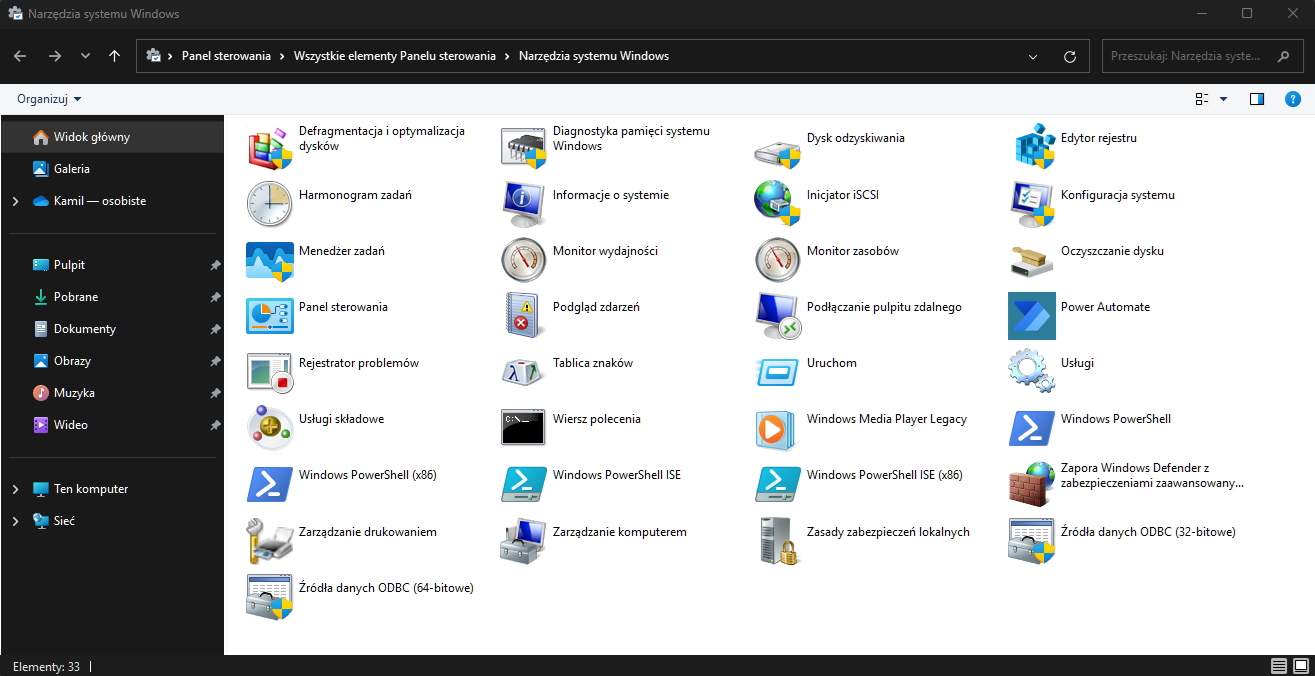 Narzędzia systemu Windows
Panel sterowania > Wszystkie elementy Panelu sterowania > Narzędzia systemu Windows
Przeszukaj: Narzędzia syste...
Organizuj
?
Widok główny
Galeria
Kamil — osobiste
Pulpit
Pobrane
Dokumenty
Obrazy
Muzyka
Wideo
Ten komputer
Sieć
Defragmentacja i optymalizacja
dysków
Diagnostyka pamięci systemu
Windows
Dysk odzyskiwania
Edytor rejestru
Harmonogram zadań
Informacje o systemie
Inicjator iSCSI
Konfiguracja systemu
Menedżer zadań
Monitor wydajności
Monitor zasobów
Oczyszczanie dysku
Panel sterowania
Podgląd zdarzeń
Podłączanie pulpitu zdalnego
Power Automate
Rejestrator problemów
Tablica znaków
Uruchom
Usługi
Usługi składowe
C:\_
Wiersz polecenia
Windows Media Player Legacy
Windows PowerShell
Windows PowerShell (x86)
Windows PowerShell ISE
Windows PowerShell ISE (x86)
Zapora Windows Defender z
zabezpieczeniami zaawansowany...
Zarządzanie drukowaniem
Zarządzanie komputerem
Zasady zabezpieczeń lokalnych
Źródła danych ODBC (32-bitowe)
Źródła danych ODBC (64-bitowe)
Elementy: 33